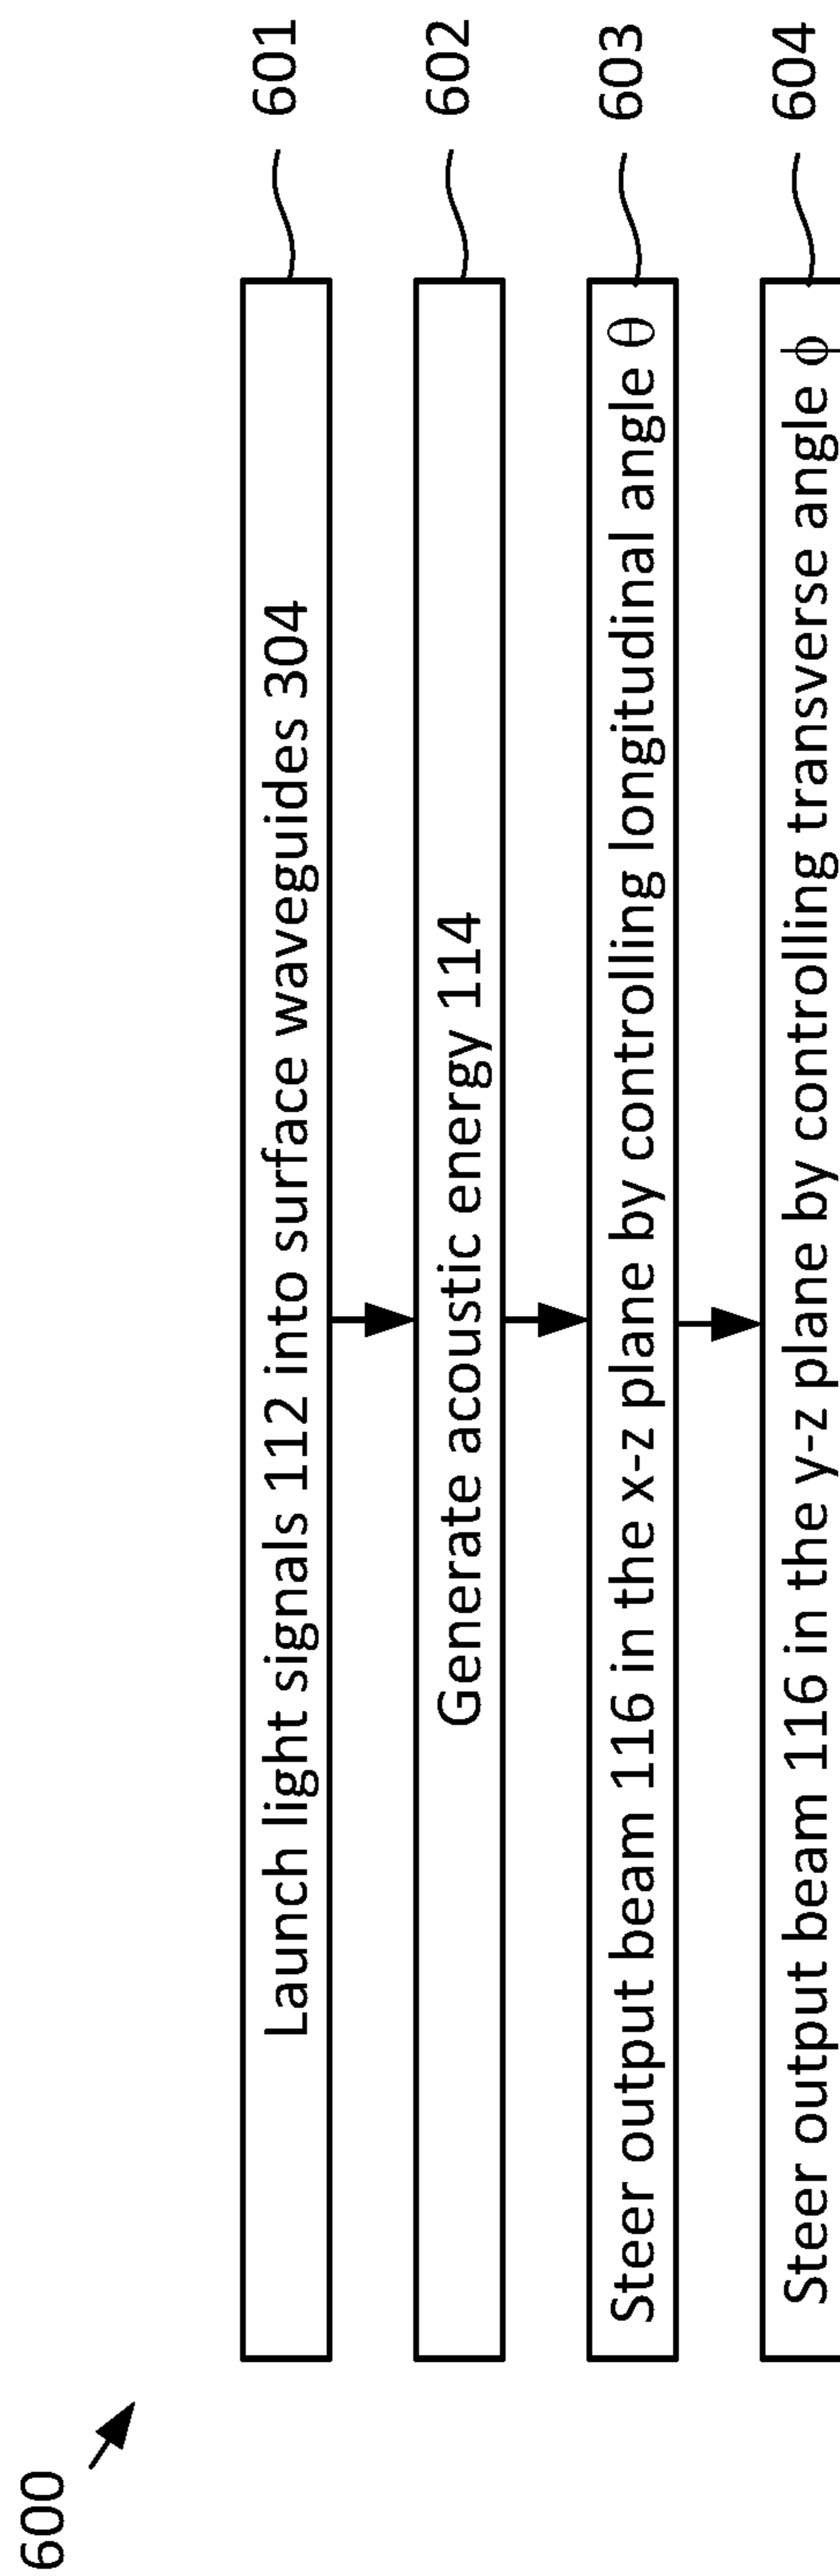 600
Launch light signals 112 into surface waveguides 304
601
Generate acoustic energy 114
602
Steer output beam 116 in the x-z plane by controlling longitudinal angle θ
603
Steer output beam 116 in the y-z plane by controlling transverse angle ϕ
604